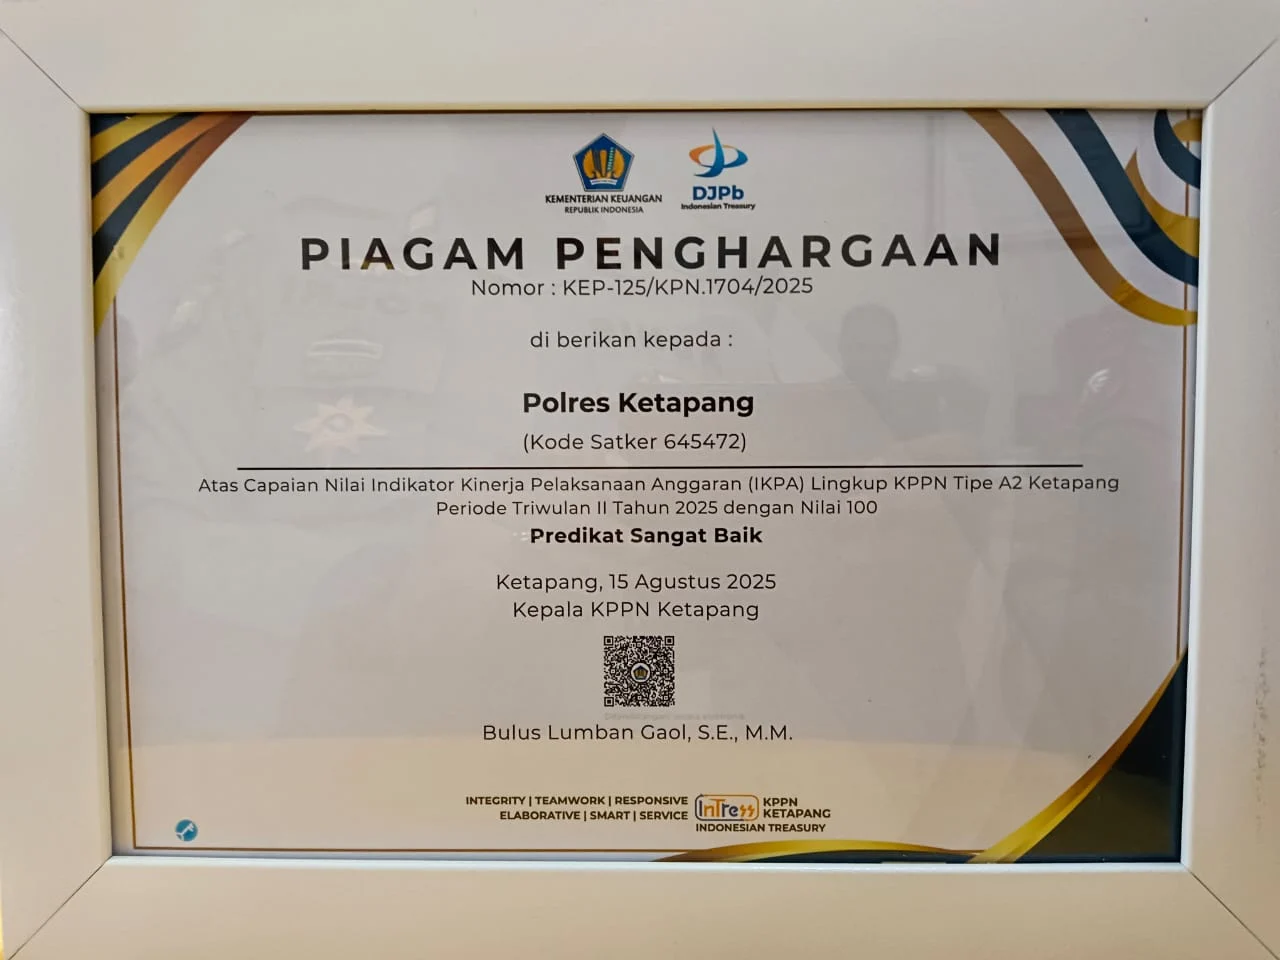 KEMENTERIAN KEUANGAN
REPUBLIK INDONESIA
DJPb
Indonesian Treasury
PIAGAM PENGHARGAAN
Nomor : KEP-125/KPN.1704/2025
di berikan kepada :
Polres Ketapang
(Kode Satker 645472)
Atas Capaian Nilai Indikator Kinerja Pelaksanaan Anggaran (IKPA) Lingkup KPPN Tipe A2 Ketapang
Periode Triwulan II Tahun 2025 dengan Nilai 100
Predikat Sangat Baik
Ketapang, 15 Agustus 2025
Kepala KPPN Ketapang
Bulus Lumban Gaol, S.E., M.M.
INTEGRITY | TEAMWORK | RESPONSIVE
ELABORATIVE | SMART | SERVICE
InTress
KPPN
KETAPANG
INDONESIAN TREASURY